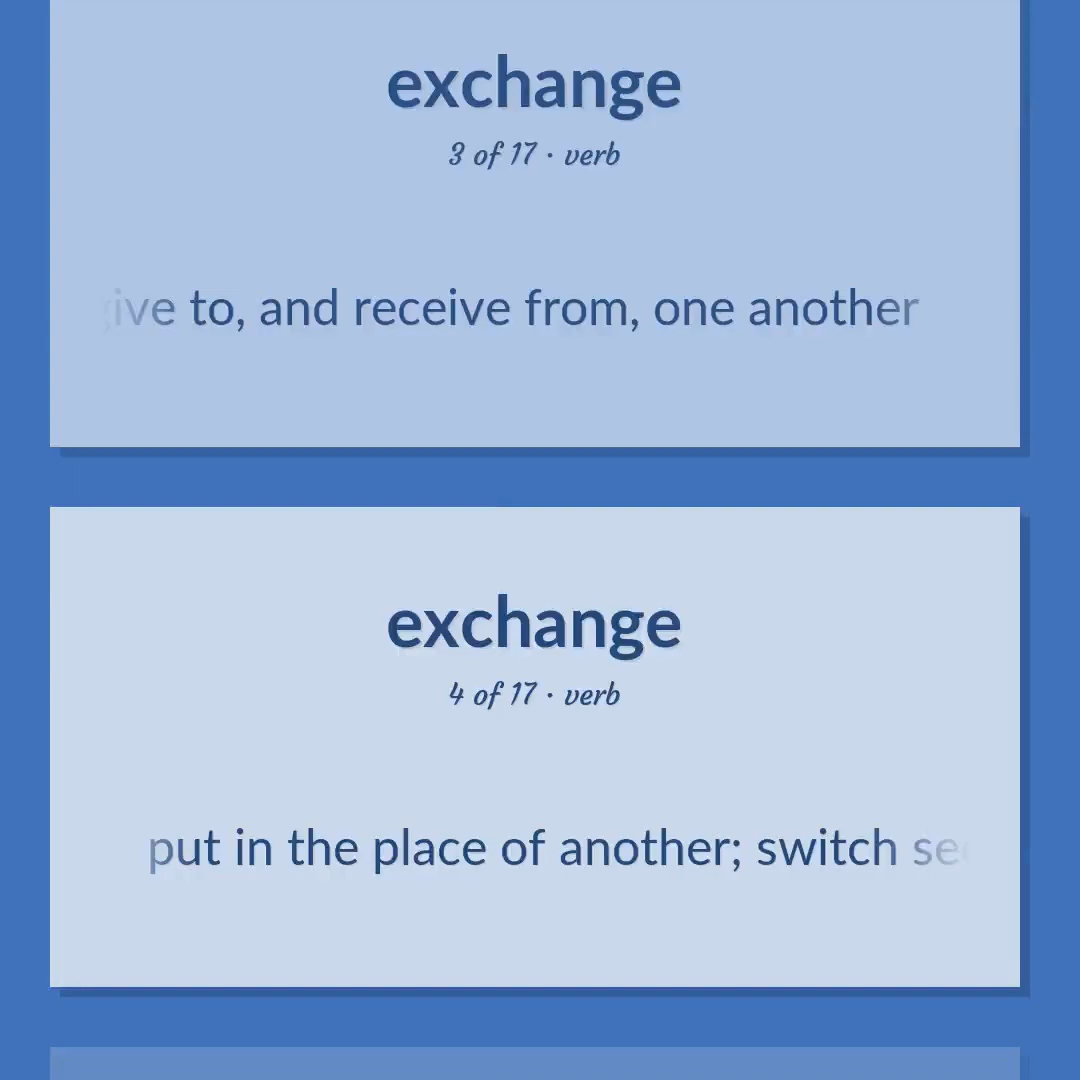 exchange
3 of 17 · verb
give to, and receive from, one another
exchange
4 of 17 · verb
put in the place of another; switch